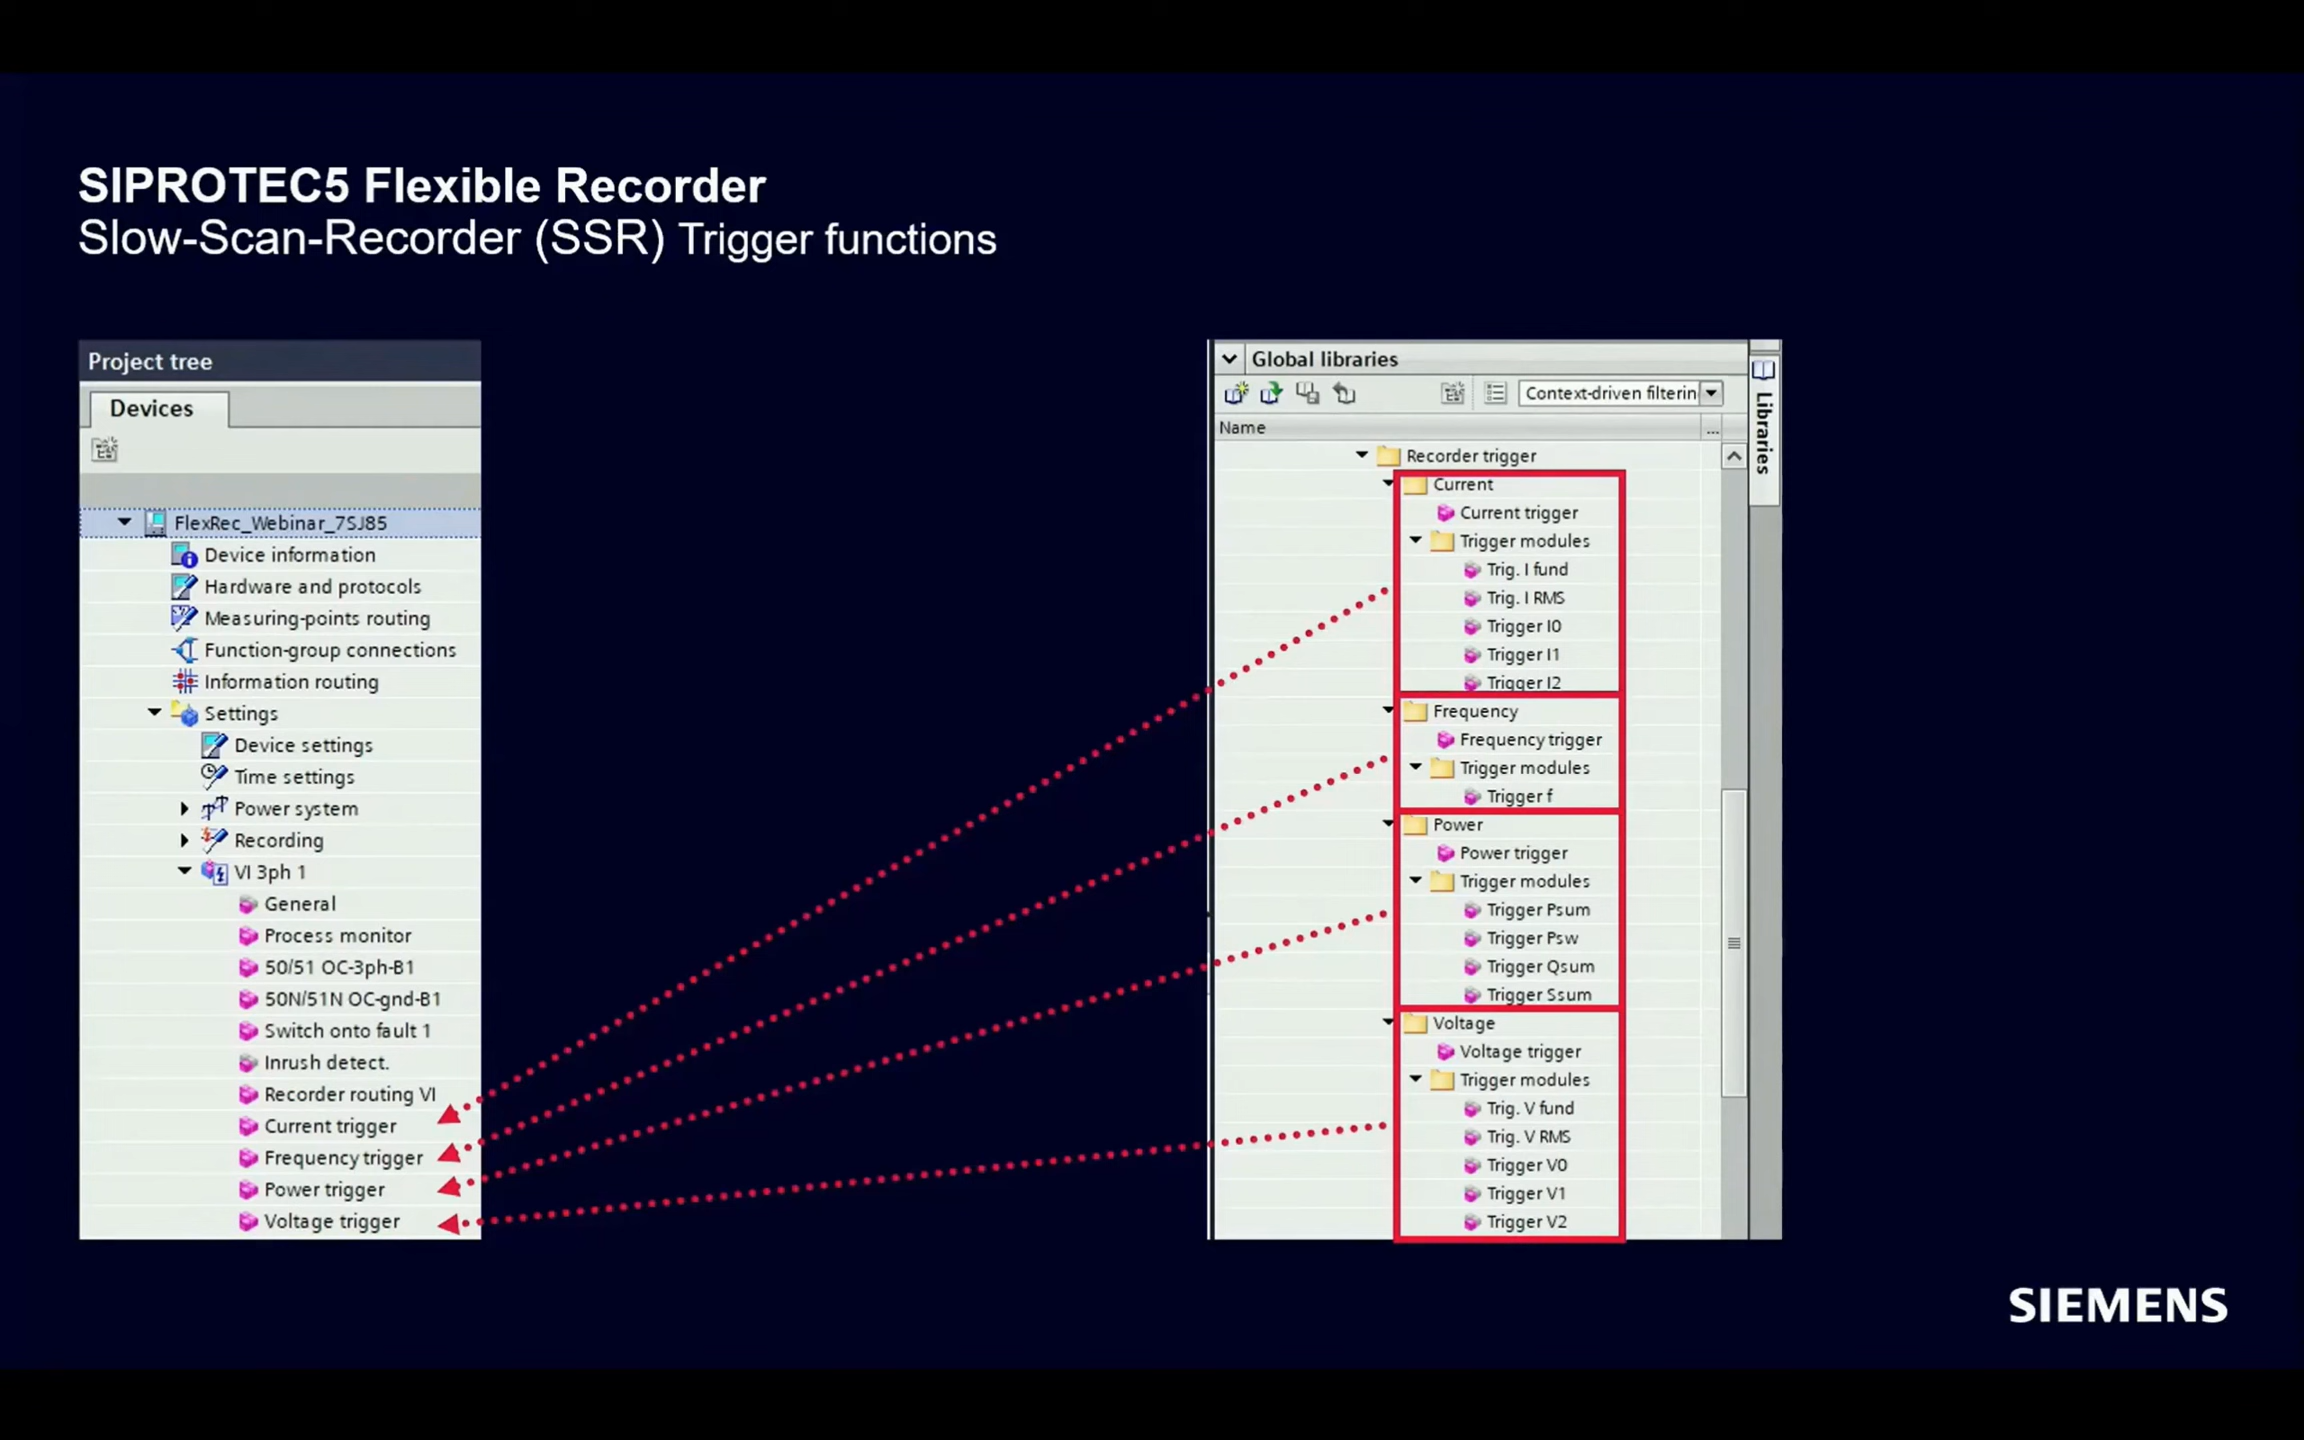 SIPROTEC5 Flexible Recorder
Slow-Scan-Recorder (SSR) Trigger functions
Project tree
Devices
FlexRec_Webinar_7SJ85
Device information
Hardware and protocols
Measuring-points routing
Function-group connections
Information routing
Settings
Device settings
Time settings
Power system
Recording
VI 3ph 1
General
Process monitor
50/51 OC-3ph-B1
50N/51N OC-gnd-B1
Switch onto fault 1
Inrush detect.
Recorder routing VI
Current trigger
Frequency trigger
Power trigger
Voltage trigger
Global libraries
Context-driven filterin
Name
...
Recorder trigger
Current
Current trigger
Trigger modules
Trig. I fund
Trig. I RMS
Trigger I0
Trigger I1
Trigger I2
Frequency
Frequency trigger
Trigger modules
Trigger f
Power
Power trigger
Trigger modules
Trigger Psum
Trigger Psw
Trigger Qsum
Trigger Ssum
Voltage
Voltage trigger
Trigger modules
Trig. V fund
Trig. V RMS
Trigger V0
Trigger V1
Trigger V2
Libraries
SIEMENS